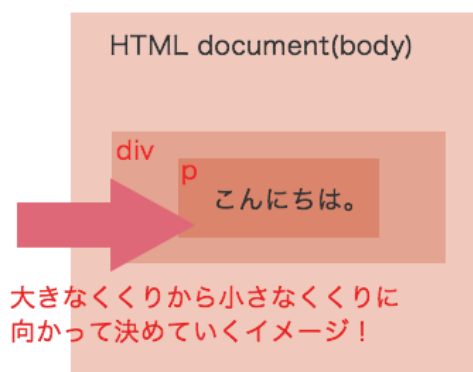 HTML document(body)
div
p
こんにちは。
大きなくくりから小さなくくりに
向かって決めていくイメージ！